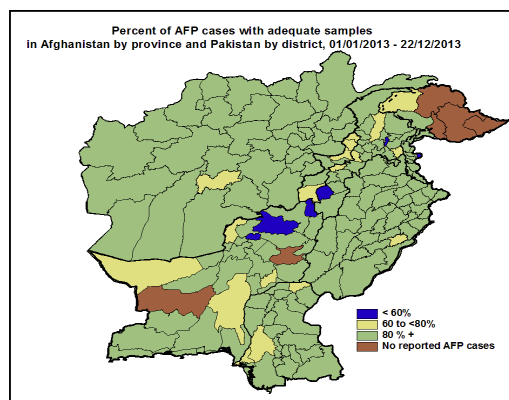 Percent of AFP cases with adequate samples
in Afghanistan by province and Pakistan by district, 01/01/2013 - 22/12/2013
< 60%
60 to <80%
80 % +
No reported AFP cases